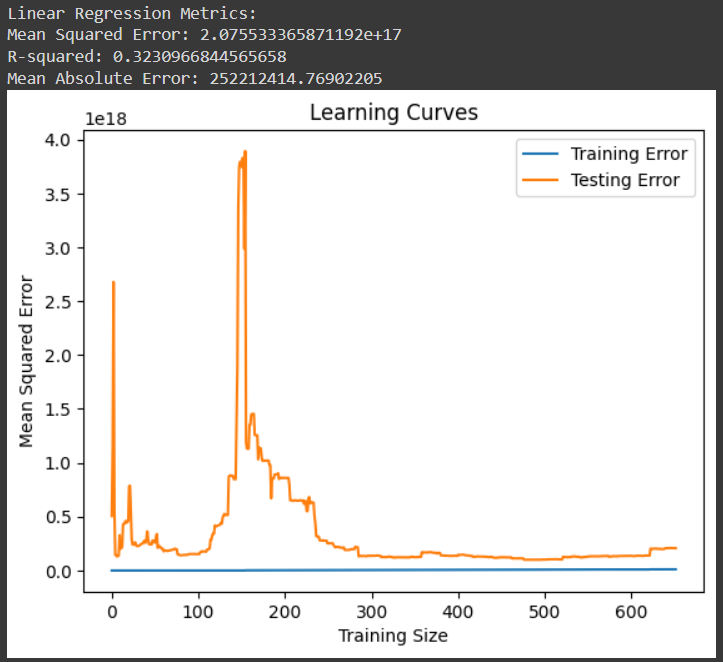 Linear Regression Metrics:
Mean Squared Error: 2.075533365871192e+17
R-squared: 0.3230966844565658
Mean Absolute Error: 252212414.76902205
Learning Curves
1e18
Training Error
Testing Error
4.0
3.5
3.0
2.5
2.0
1.5
1.0
0.5
0.0
Mean Squared Error
0 100 200 300 400 500 600
Training Size